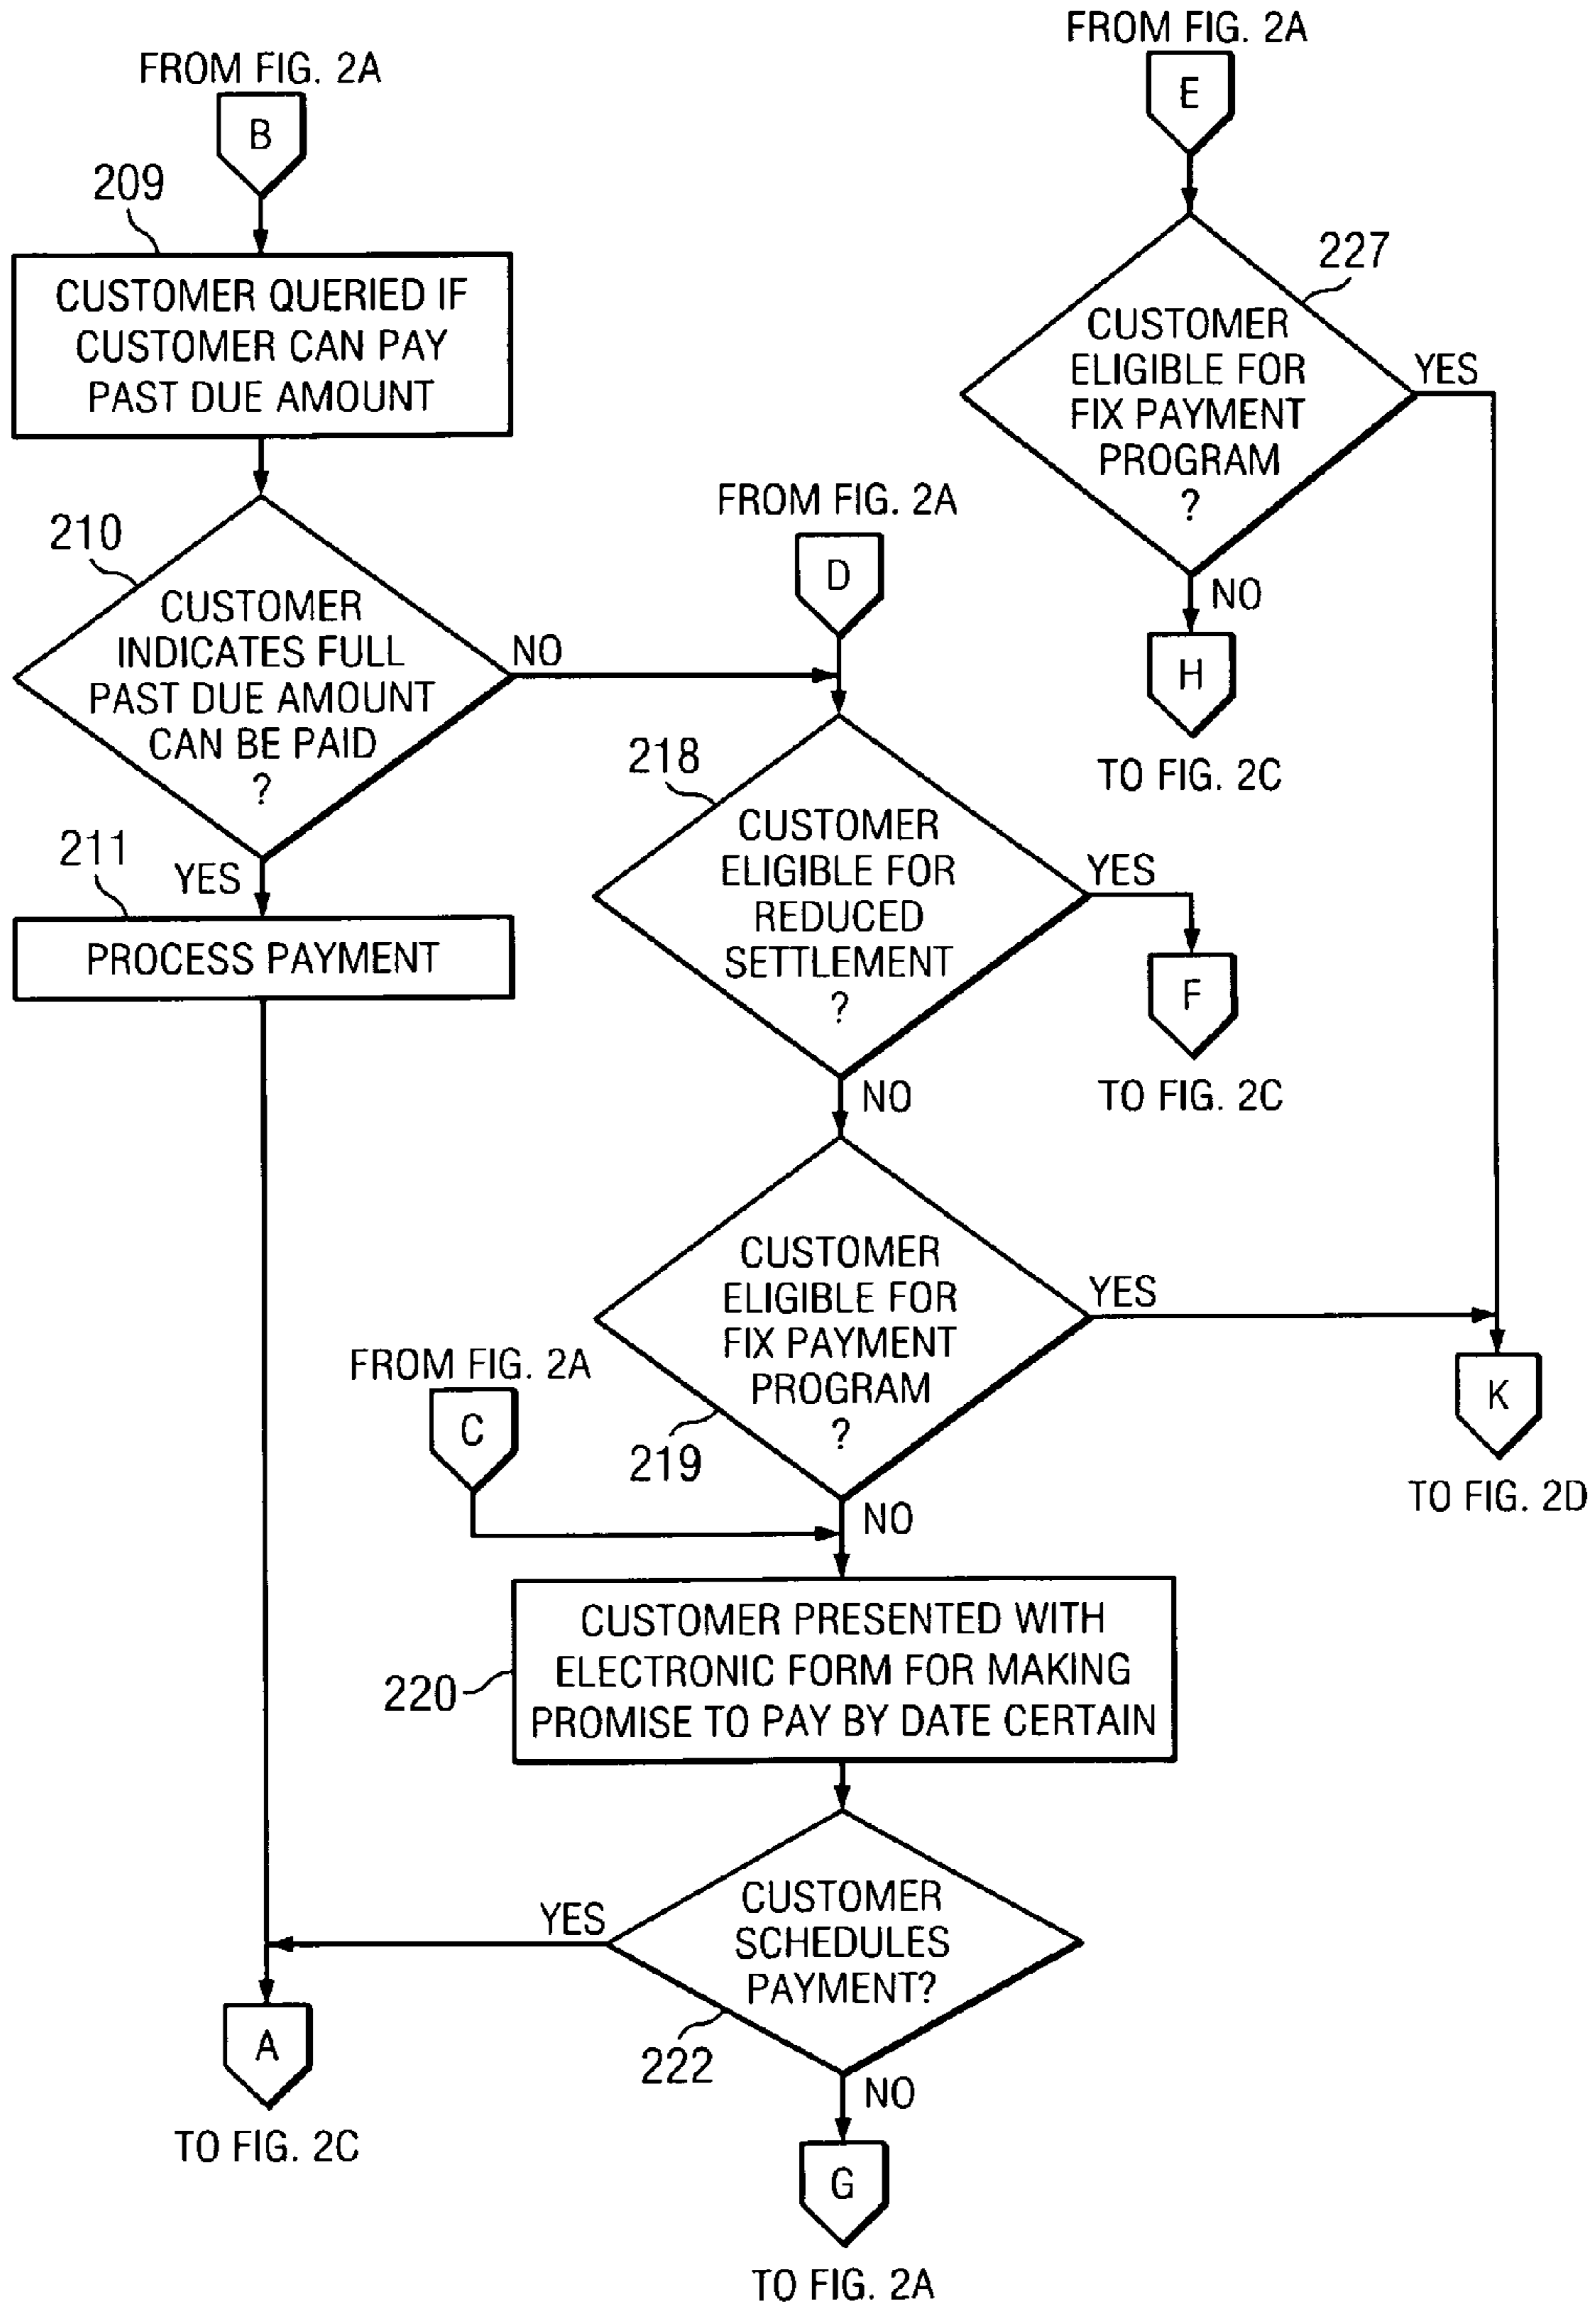 FROM FIG. 2A
B
209
CUSTOMER QUERIED IF
CUSTOMER CAN PAY
PAST DUE AMOUNT
210
CUSTOMER
INDICATES FULL
PAST DUE AMOUNT
CAN BE PAID
?
NO
YES
211
PROCESS PAYMENT
FROM FIG. 2A
D
218
CUSTOMER
ELIGIBLE FOR
REDUCED
SETTLEMENT
?
YES
F
TO FIG. 2C
NO
FROM FIG. 2A
E
227
CUSTOMER
ELIGIBLE FOR
FIX PAYMENT
PROGRAM
?
YES
NO
H
TO FIG. 2C
CUSTOMER
ELIGIBLE FOR
FIX PAYMENT
PROGRAM
?
219
YES
K
TO FIG. 2D
NO
FROM FIG. 2A
C
220
CUSTOMER PRESENTED WITH
ELECTRONIC FORM FOR MAKING
PROMISE TO PAY BY DATE CERTAIN
CUSTOMER
SCHEDULES
PAYMENT?
222
YES
A
TO FIG. 2C
NO
G
TO FIG. 2A